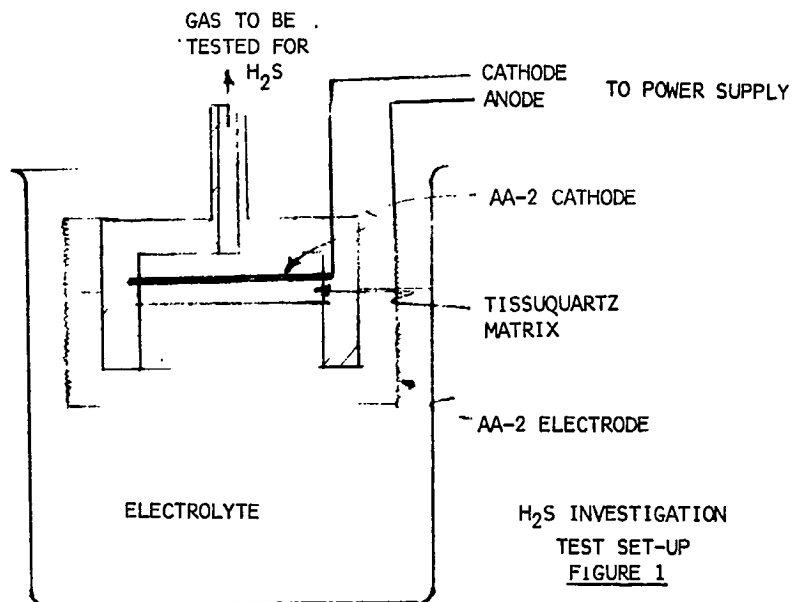 GAS TO BE
TESTED FOR
H₂S
CATHODE
ANODE
TO POWER SUPPLY
AA-2 CATHODE
TISSUQUARTZ
MATRIX
AA-2 ELECTRODE
ELECTROLYTE
H₂S INVESTIGATION
TEST SET-UP
FIGURE 1